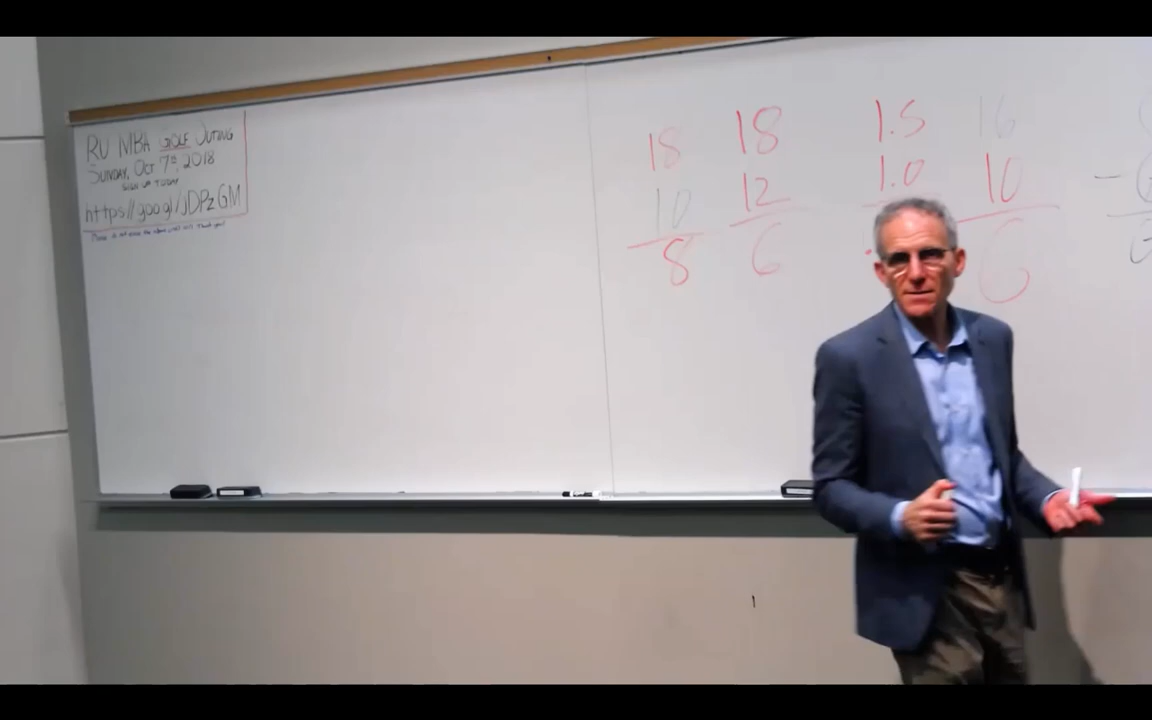 RU MBA GOLF OUTING
SUNDAY, OCT 7TH, 2018
SIGN UP TODAY
https://goo.gl/jDPzGM
18
10
8
18
12
6
1.5
1.0
16
10
6